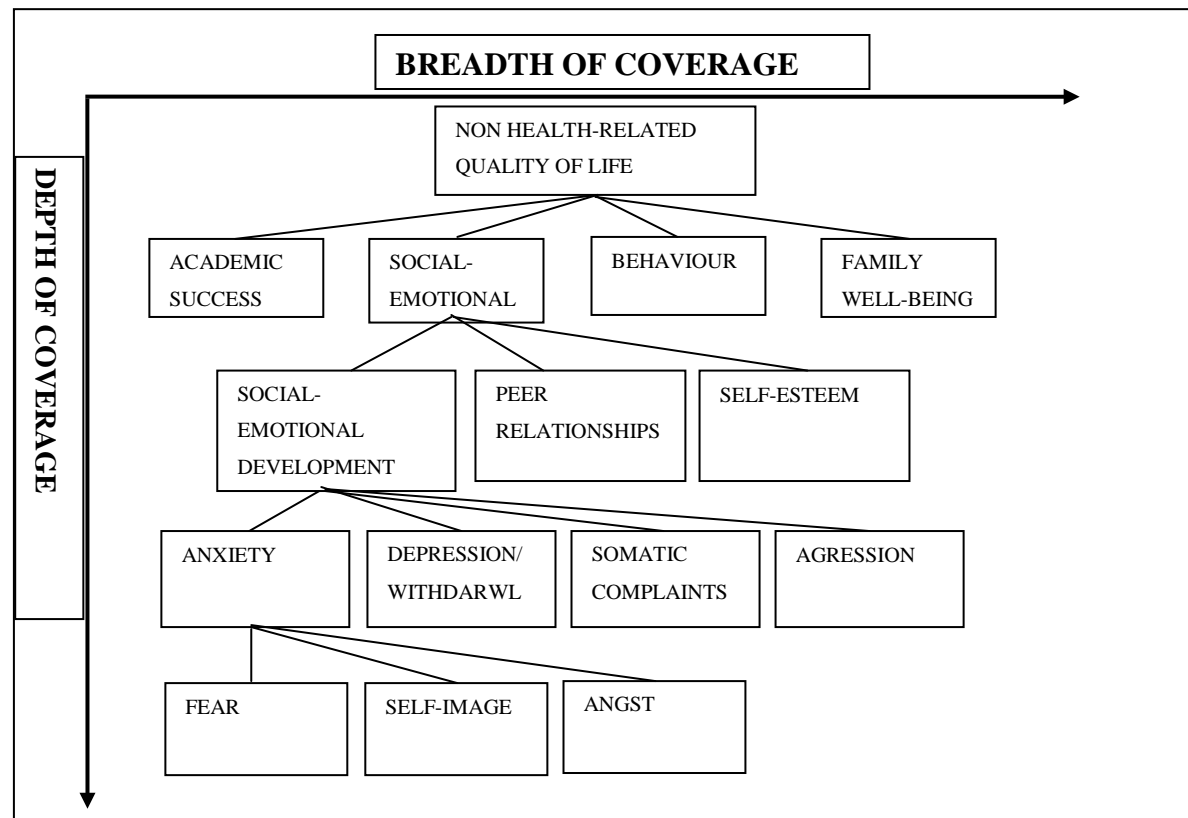 BREADTH OF COVERAGE
DEPTH OF COVERAGE
NON HEALTH-RELATED
QUALITY OF LIFE
ACADEMIC
SUCCESS
SOCIAL-
EMOTIONAL
BEHAVIOUR
FAMILY
WELL-BEING
SOCIAL-
EMOTIONAL
DEVELOPMENT
PEER
RELATIONSHIPS
SELF-ESTEEM
ANXIETY
DEPRESSION/
WITHDARWL
SOMATIC
COMPLAINTS
AGRESSION
FEAR
SELF-IMAGE
ANGST